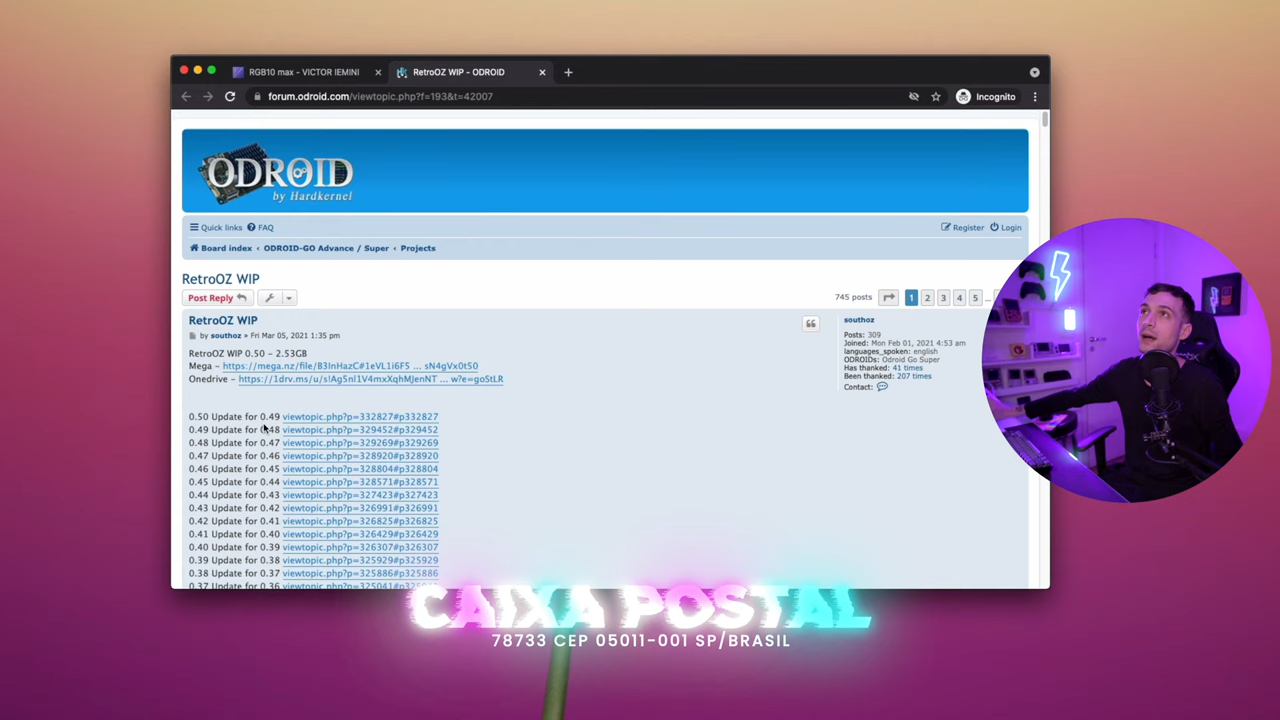 RGB10 max - VICTOR IEMINI
RetroOZ WIP - ODROID
forum.odroid.com/viewtopic.php?f=193&t=42007
Incognito
ODROID
by Hardkernel
Quick links
FAQ
Register
Login
Board index ‹ ODROID-GO Advance / Super ‹ Projects
RetroOZ WIP
Post Reply
745 posts
1 2 3 4 5 ...
RetroOZ WIP
by southoz » Fri Mar 05, 2021 1:35 pm
RetroOZ WIP 0.50 - 2.53GB
Mega - https://mega.nz/file/B3InHazC#1eVL1i6F5 ... sN4gVx0t50
Onedrive - https://1drv.ms/u/s!Ag5nl1V4mxXqhMJenNT ... w?e=goStLR
southoz
Posts: 309
Joined: Mon Feb 01, 2021 4:53 am
languages_spoken: english
ODROIDs: Odroid Go Super
Has thanked: 41 times
Been thanked: 207 times
Contact:
0.50 Update for 0.49 viewtopic.php?p=332827#p332827
0.49 Update for 0.48 viewtopic.php?p=329452#p329452
0.48 Update for 0.47 viewtopic.php?p=329269#p329269
0.47 Update for 0.46 viewtopic.php?p=328920#p328920
0.46 Update for 0.45 viewtopic.php?p=328804#p328804
0.45 Update for 0.44 viewtopic.php?p=328571#p328571
0.44 Update for 0.43 viewtopic.php?p=327423#p327423
0.43 Update for 0.42 viewtopic.php?p=326991#p326991
0.42 Update for 0.41 viewtopic.php?p=326825#p326825
0.41 Update for 0.40 viewtopic.php?p=326429#p326429
0.40 Update for 0.39 viewtopic.php?p=326307#p326307
0.39 Update for 0.38 viewtopic.php?p=325929#p325929
0.38 Update for 0.37 viewtopic.php?p=325886#p325886
0.37 Update for 0.36
CAIXA POSTAL
78733 CEP 05011-001 SP/BRASIL